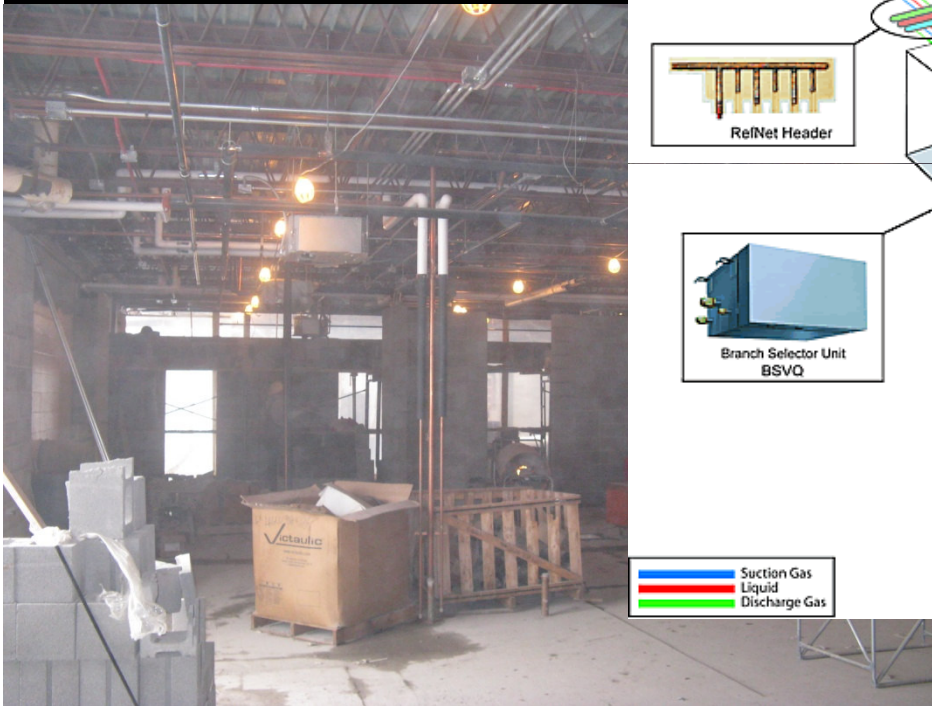 RefNet Header
Branch Selector Unit
BSVQ
Victaulic
Suction Gas
Liquid
Discharge Gas